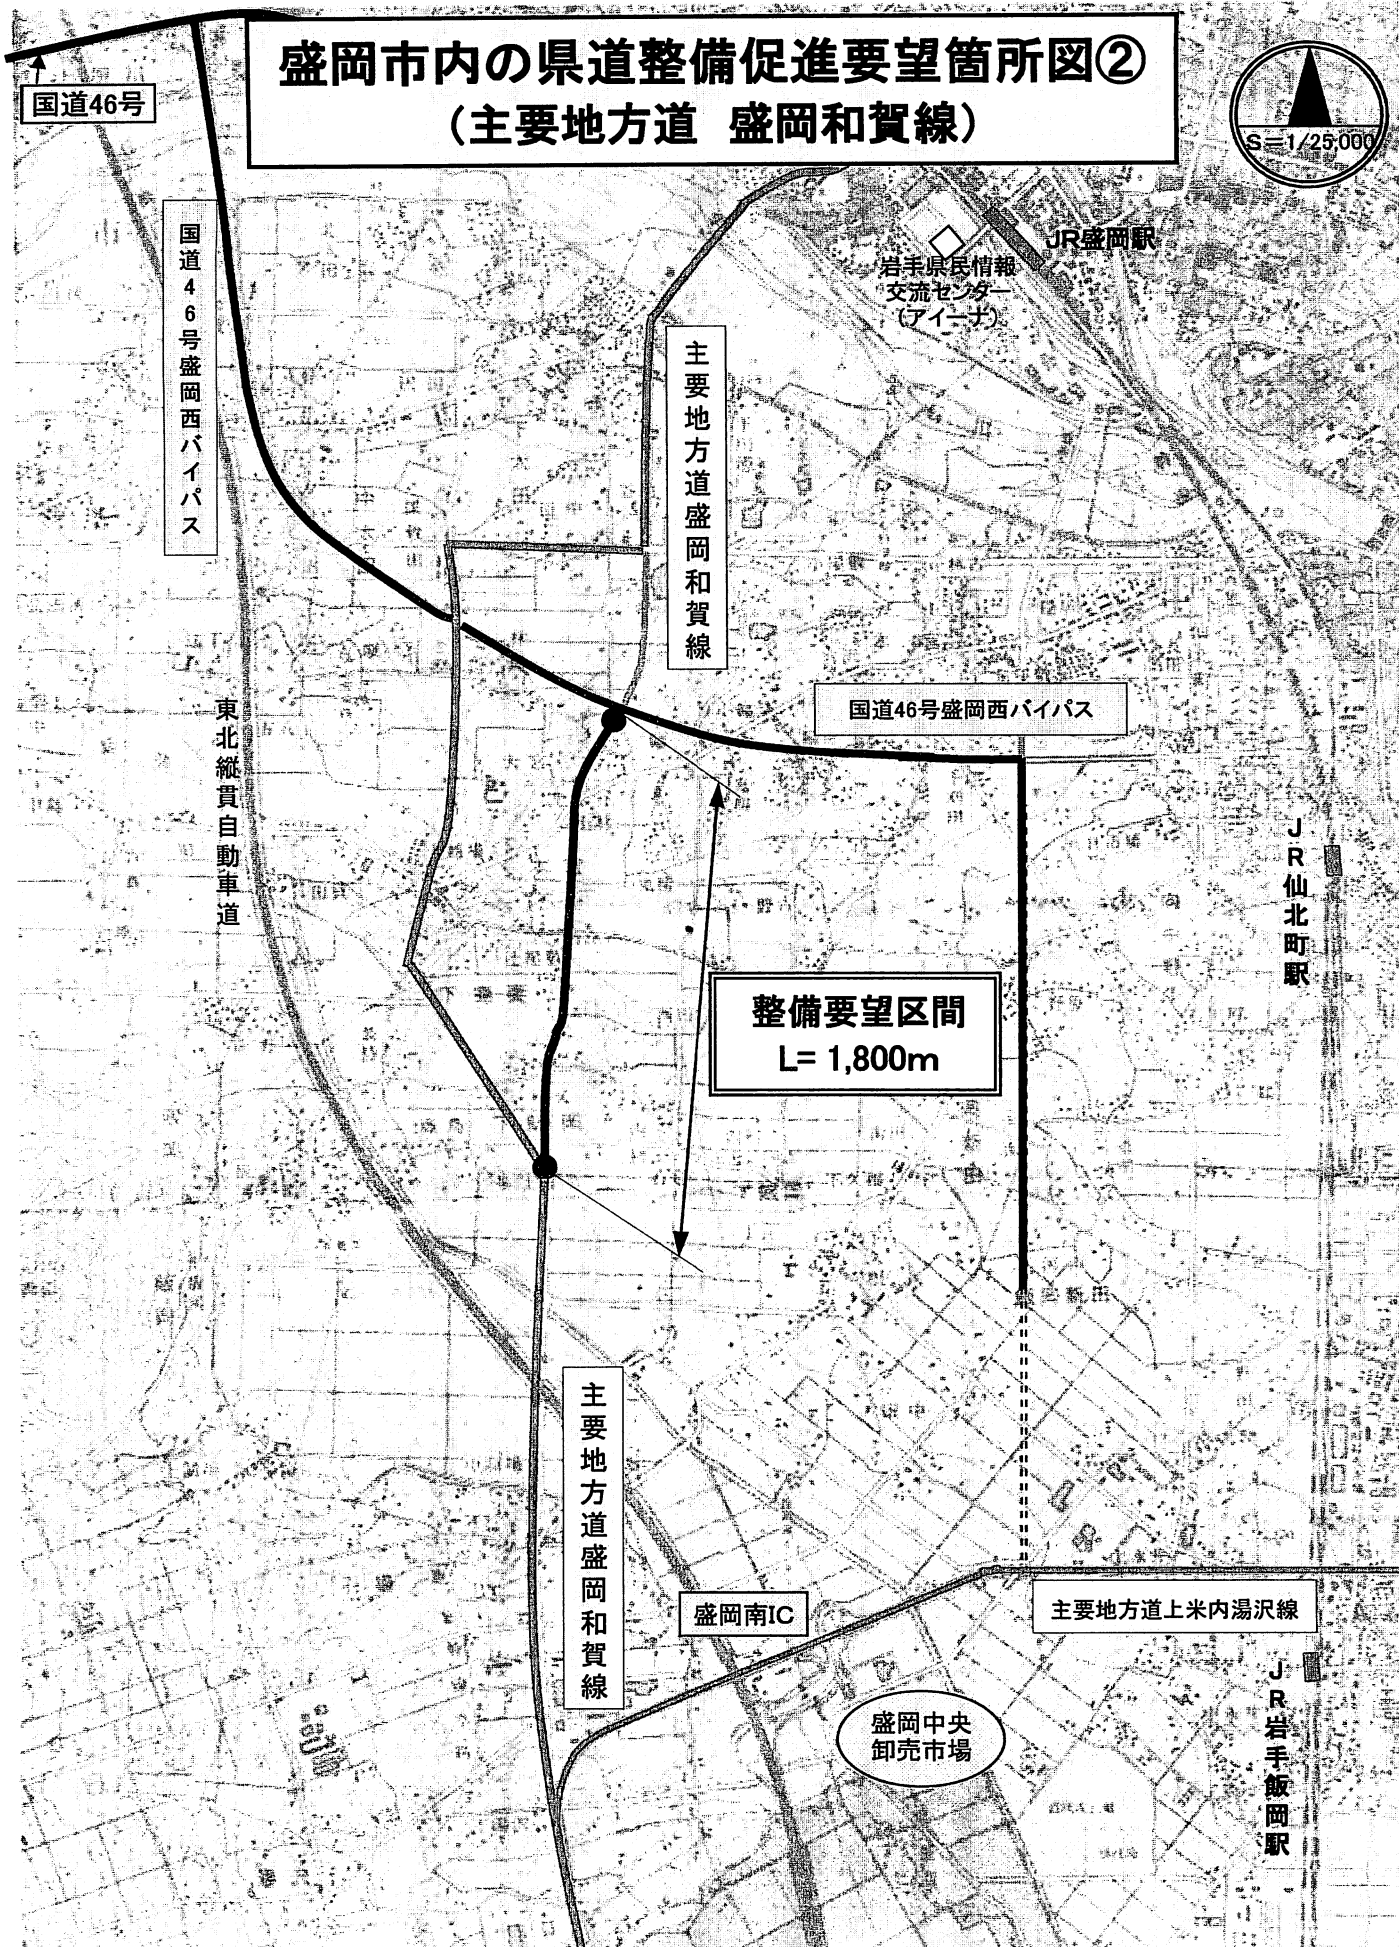 盛岡市内の県道整備促進要望箇所図②
（主要地方道　盛岡和賀線）
国道46号
S=1/25,000
国道46号盛岡西バイパス
JR盛岡駅
岩手県民情報
交流センター
（アイーナ）
主要地方道盛岡和賀線
国道46号盛岡西バイパス
東北縦貫自動車道
JR仙北町駅
整備要望区間
L= 1,800m
主要地方道盛岡和賀線
盛岡南IC
主要地方道上米内湯沢線
盛岡中央
卸売市場
JR岩手飯岡駅